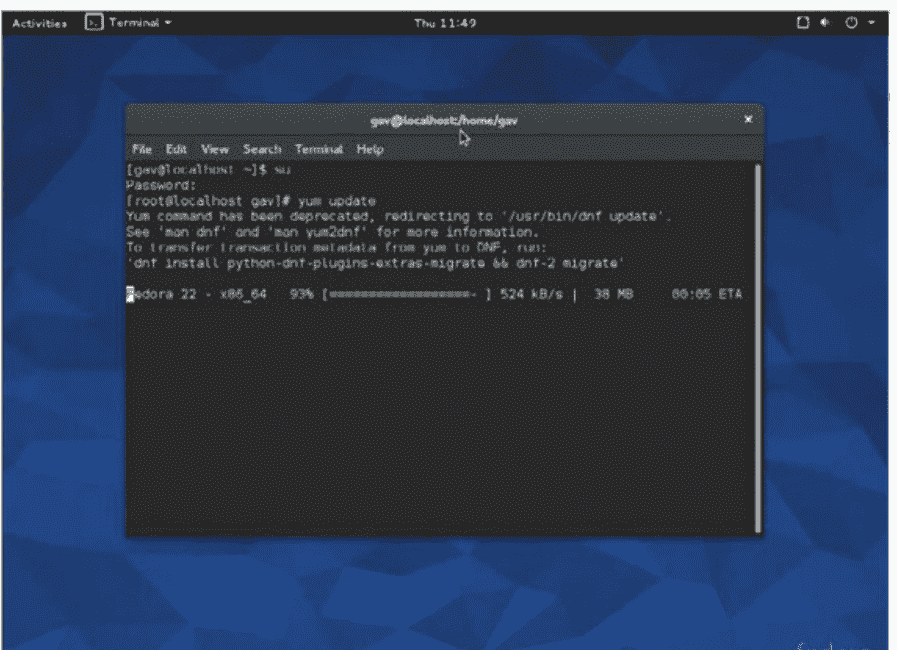 Activities Terminal Thu 11:49
gav@localhost:/home/gav
File Edit View Search Terminal Help
[gav@localhost ~]$ su
Password:
[root@localhost gav]# yum update
Yum command has been deprecated, redirecting to '/usr/bin/dnf update'.
See 'man dnf' and 'man yum2dnf' for more information.
To transfer transaction metadata from yum to DNF, run:
'dnf install python-dnf-plugins-extras-migrate && dnf-2 migrate'
Fedora 22 - x86_64 93% [==================- ] 524 kB/s | 38 MB 00:05 ETA